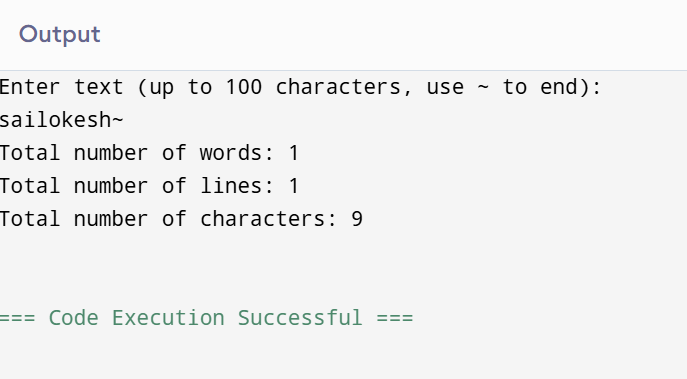 Output
Enter text (up to 100 characters, use ~ to end):
sailokesh~
Total number of words: 1
Total number of lines: 1
Total number of characters: 9
=== Code Execution Successful ===